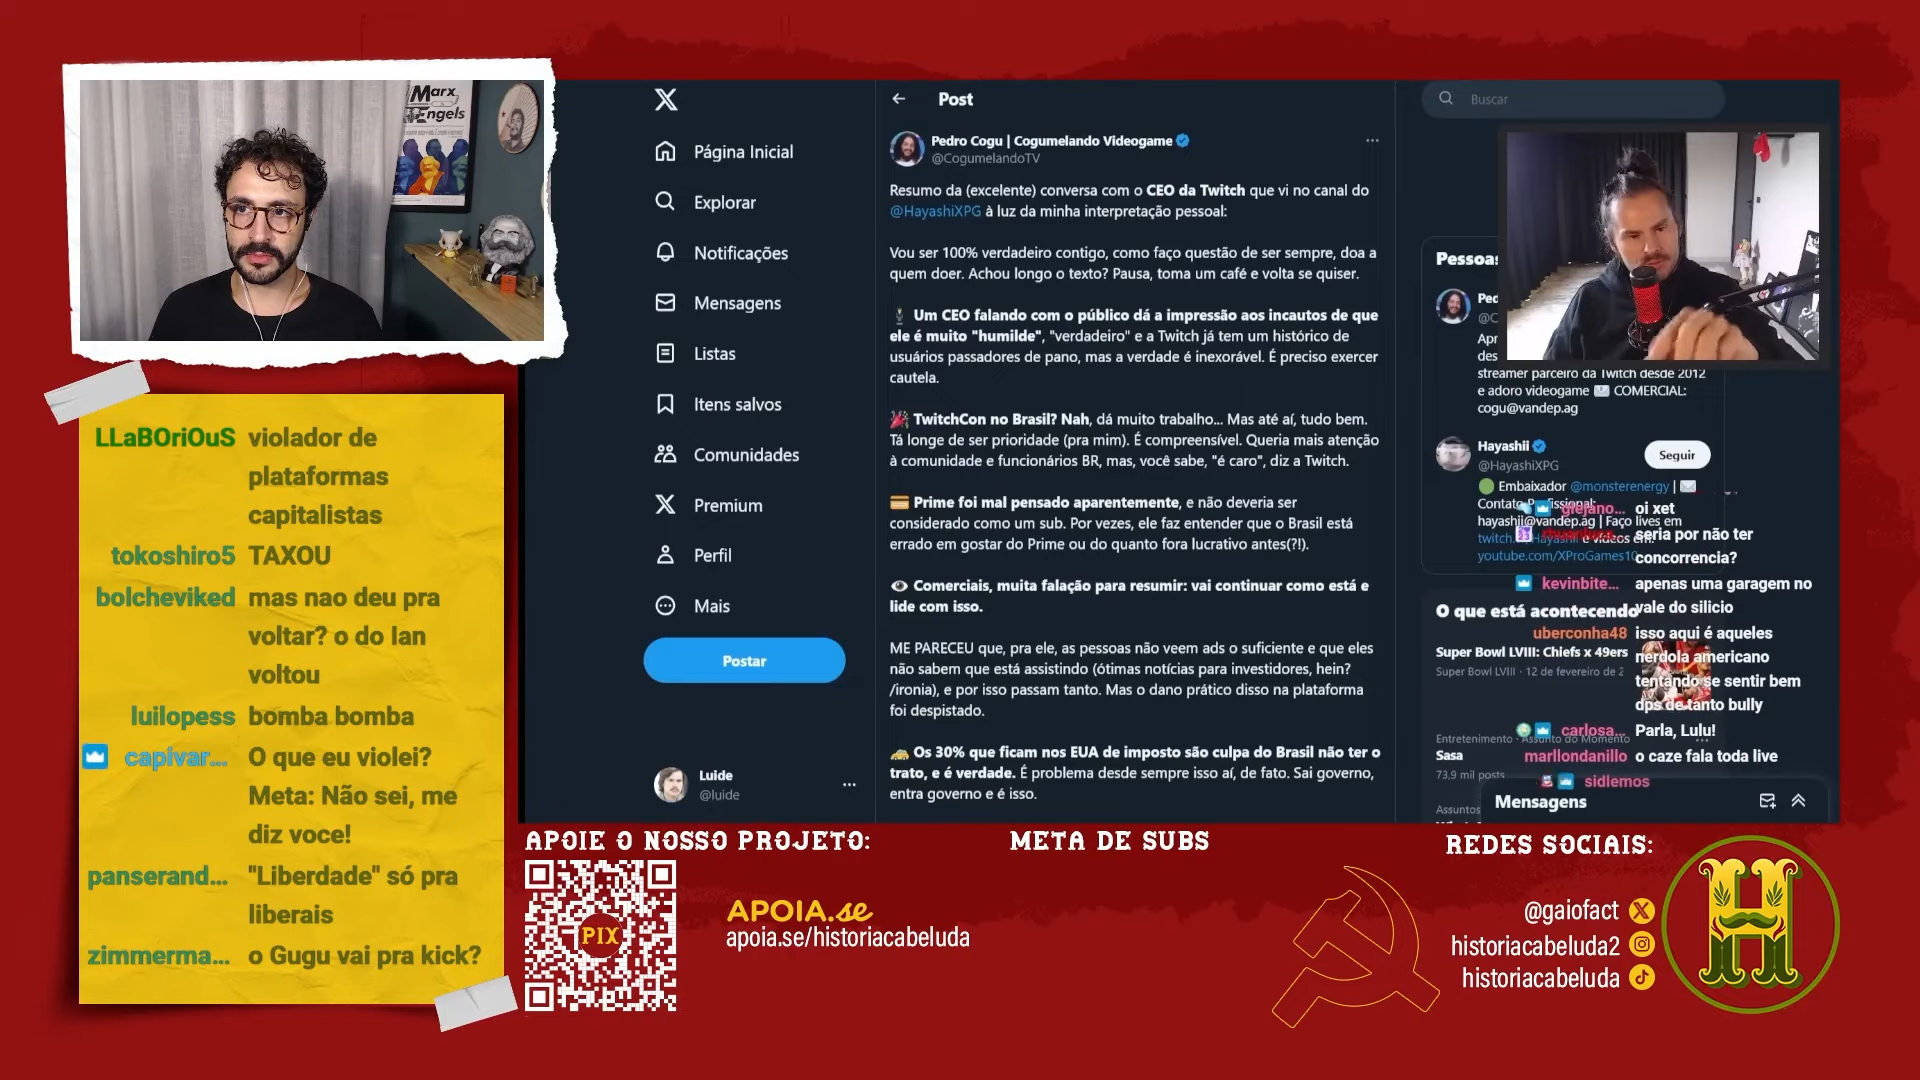 Marx
Engels
LLaBOriOuS violador de
plataformas
capitalistas
tokoshiro5 TAXOU
bolcheviked mas nao deu pra
voltar? o do Ian
voltou
luilopess bomba bomba
capivar... O que eu violei?
Meta: Não sei, me
diz voce!
panserand... "Liberdade" só pra
liberais
zimmerma... o Gugu vai pra kick?
Página Inicial
Explorar
Notificações
Mensagens
Listas
Itens salvos
Comunidades
Premium
Perfil
Mais
Postar
Luide
@luide
Post
Pedro Cogu | Cogumelando Videogame
@CogumelandoTV
Resumo da (excelente) conversa com o CEO da Twitch que vi no canal do
@HayashiXPG à luz da minha interpretação pessoal:
Vou ser 100% verdadeiro contigo, como faço questão de ser sempre, doa a
quem doer. Achou longo o texto? Pausa, toma um café e volta se quiser.
Um CEO falando com o público dá a impressão aos incautos de que
ele é muito "humilde", "verdadeiro" e a Twitch já tem um histórico de
usuários passadores de pano, mas a verdade é inexorável. É preciso exercer
cautela.
TwitchCon no Brasil? Nah, dá muito trabalho... Mas até aí, tudo bem.
Tá longe de ser prioridade (pra mim). É compreensível. Queria mais atenção
à comunidade e funcionários BR, mas, você sabe, "é caro", diz a Twitch.
Prime foi mal pensado aparentemente, e não deveria ser
considerado como um sub. Por vezes, ele faz entender que o Brasil está
errado em gostar do Prime ou do quanto fora lucrativo antes(?!).
Comerciais, muita falação para resumir: vai continuar como está e
lide com isso.
ME PARECEU que, pra ele, as pessoas não veem ads o suficiente e que eles
não sabem que está assistindo (ótimas notícias para investidores, hein?
/ironia), e por isso passam tanto. Mas o dano prático disso na plataforma
foi despistado.
Os 30% que ficam nos EUA de imposto são culpa do Brasil não ter o
trato, e é verdade. É problema desde sempre isso aí, de fato. Sai governo,
entra governo e é isso.
Buscar
Pessoas
Ped
@C
Apr
des
streamer parceiro da Twitch desde 2012
e adoro videogame COMERCIAL:
cogu@vandep.ag
Hayashii
@HayashiXPG
Seguir
Embaixador @monsterenergy |
hayashii@vandep.ag | Faço lives em
youtube.com/XProGames10
O que está acontecendo
Super Bowl LVIII: Chiefs x 49ers
Super Bowl LVIII · 12 de fevereiro de 2
Entretenimento · Assunto do Momento
Sasa
73,9 mil posts
Assuntos
Mensagens
oi xet
seria por não ter
concorrencia?
kevinbite... apenas uma garagem no
vale do silicio
uberconha48 isso aqui é aqueles
nerdola americano
tentando se sentir bem
dps de tanto bully
carlosa... Parla, Lulu!
marllondanillo o caze fala toda live
sidlemos
APOIE O NOSSO PROJETO:
PIX
APOIA.se
apoia.se/historiacabeluda
META DE SUBS
REDES SOCIAIS:
@gaiofact
historiacabeluda2
historiacabeluda
H